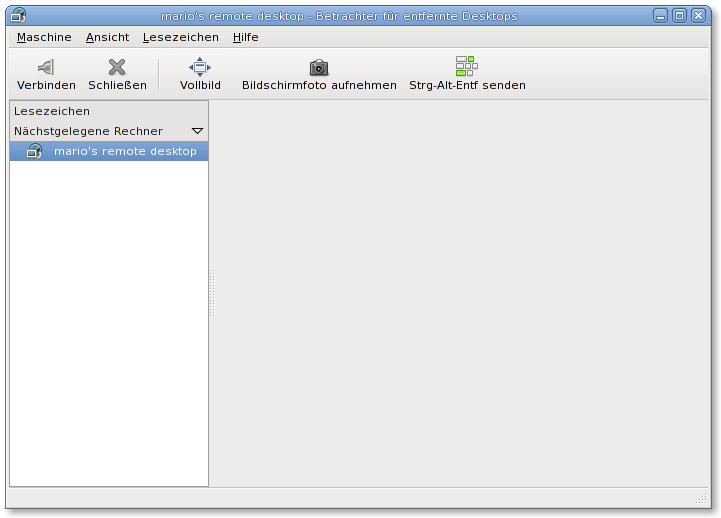 mario's remote desktop - Betrachter für entfernte Desktops
Maschine Ansicht Lesezeichen Hilfe
Verbinden Schließen Vollbild Bildschirmfoto aufnehmen Strg-Alt-Entf senden
Lesezeichen
Nächstgelegene Rechner
mario's remote desktop